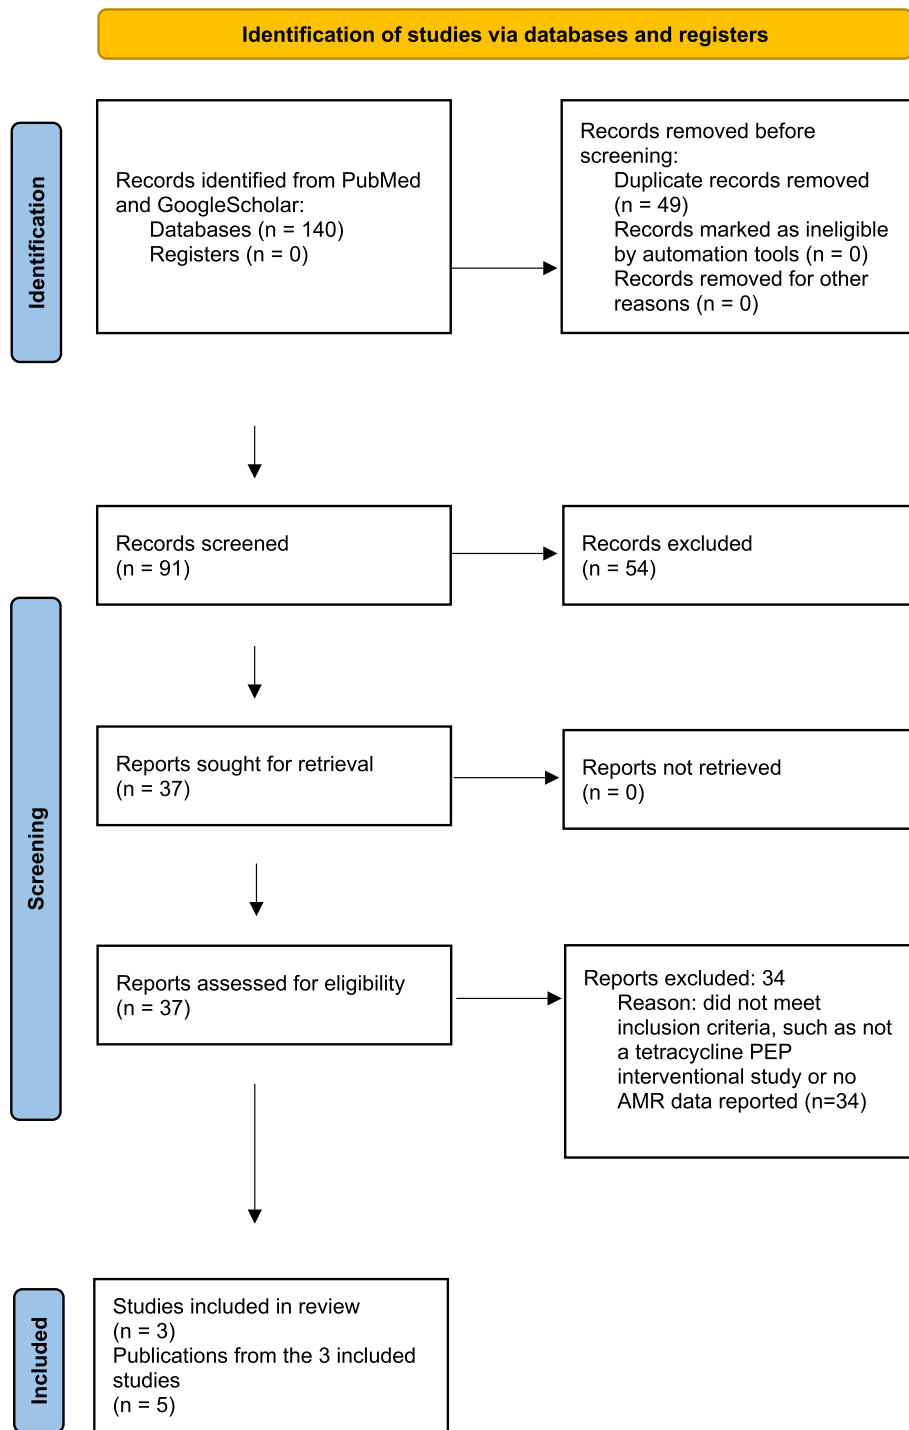 Identification of studies via databases and registers
Identification
Records identified from PubMed
and GoogleScholar:
Databases (n = 140)
Registers (n = 0)
Records removed before
screening:
Duplicate records removed
(n = 49)
Records marked as ineligible
by automation tools (n = 0)
Records removed for other
reasons (n = 0)
Screening
Records screened
(n = 91)
Records excluded
(n = 54)
Reports sought for retrieval
(n = 37)
Reports not retrieved
(n = 0)
Reports assessed for eligibility
(n = 37)
Reports excluded: 34
Reason: did not meet
inclusion criteria, such as not
a tetracycline PEP
interventional study or no
AMR data reported (n=34)
Included
Studies included in review
(n = 3)
Publications from the 3 included
studies
(n = 5)